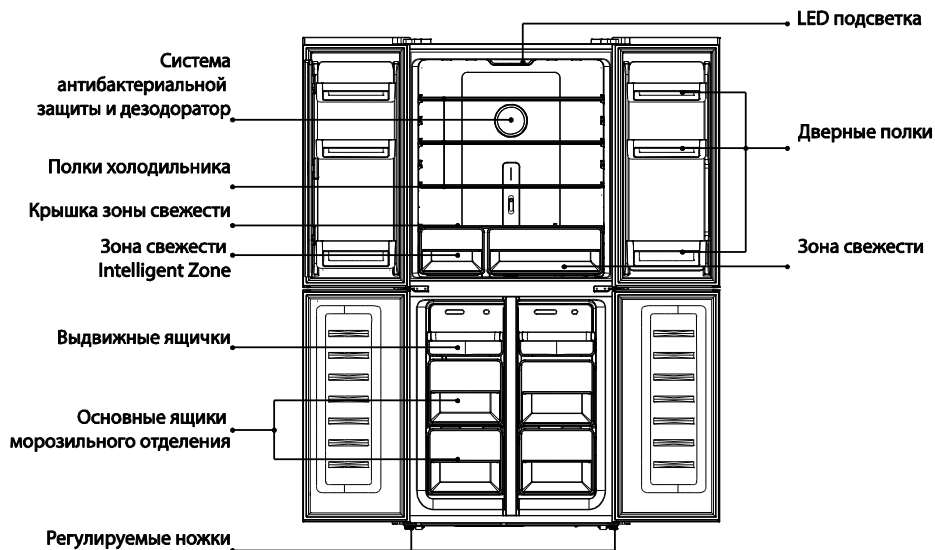 LED подсветка
Система
антибактериальной
защиты и дезодоратор
Дверные полки
Полки холодильника
Крышка зоны свежести
Зона свежести
Intelligent Zone
Зона свежести
Выдвижные ящички
Основные ящики
морозильного отделения
Регулируемые ножки